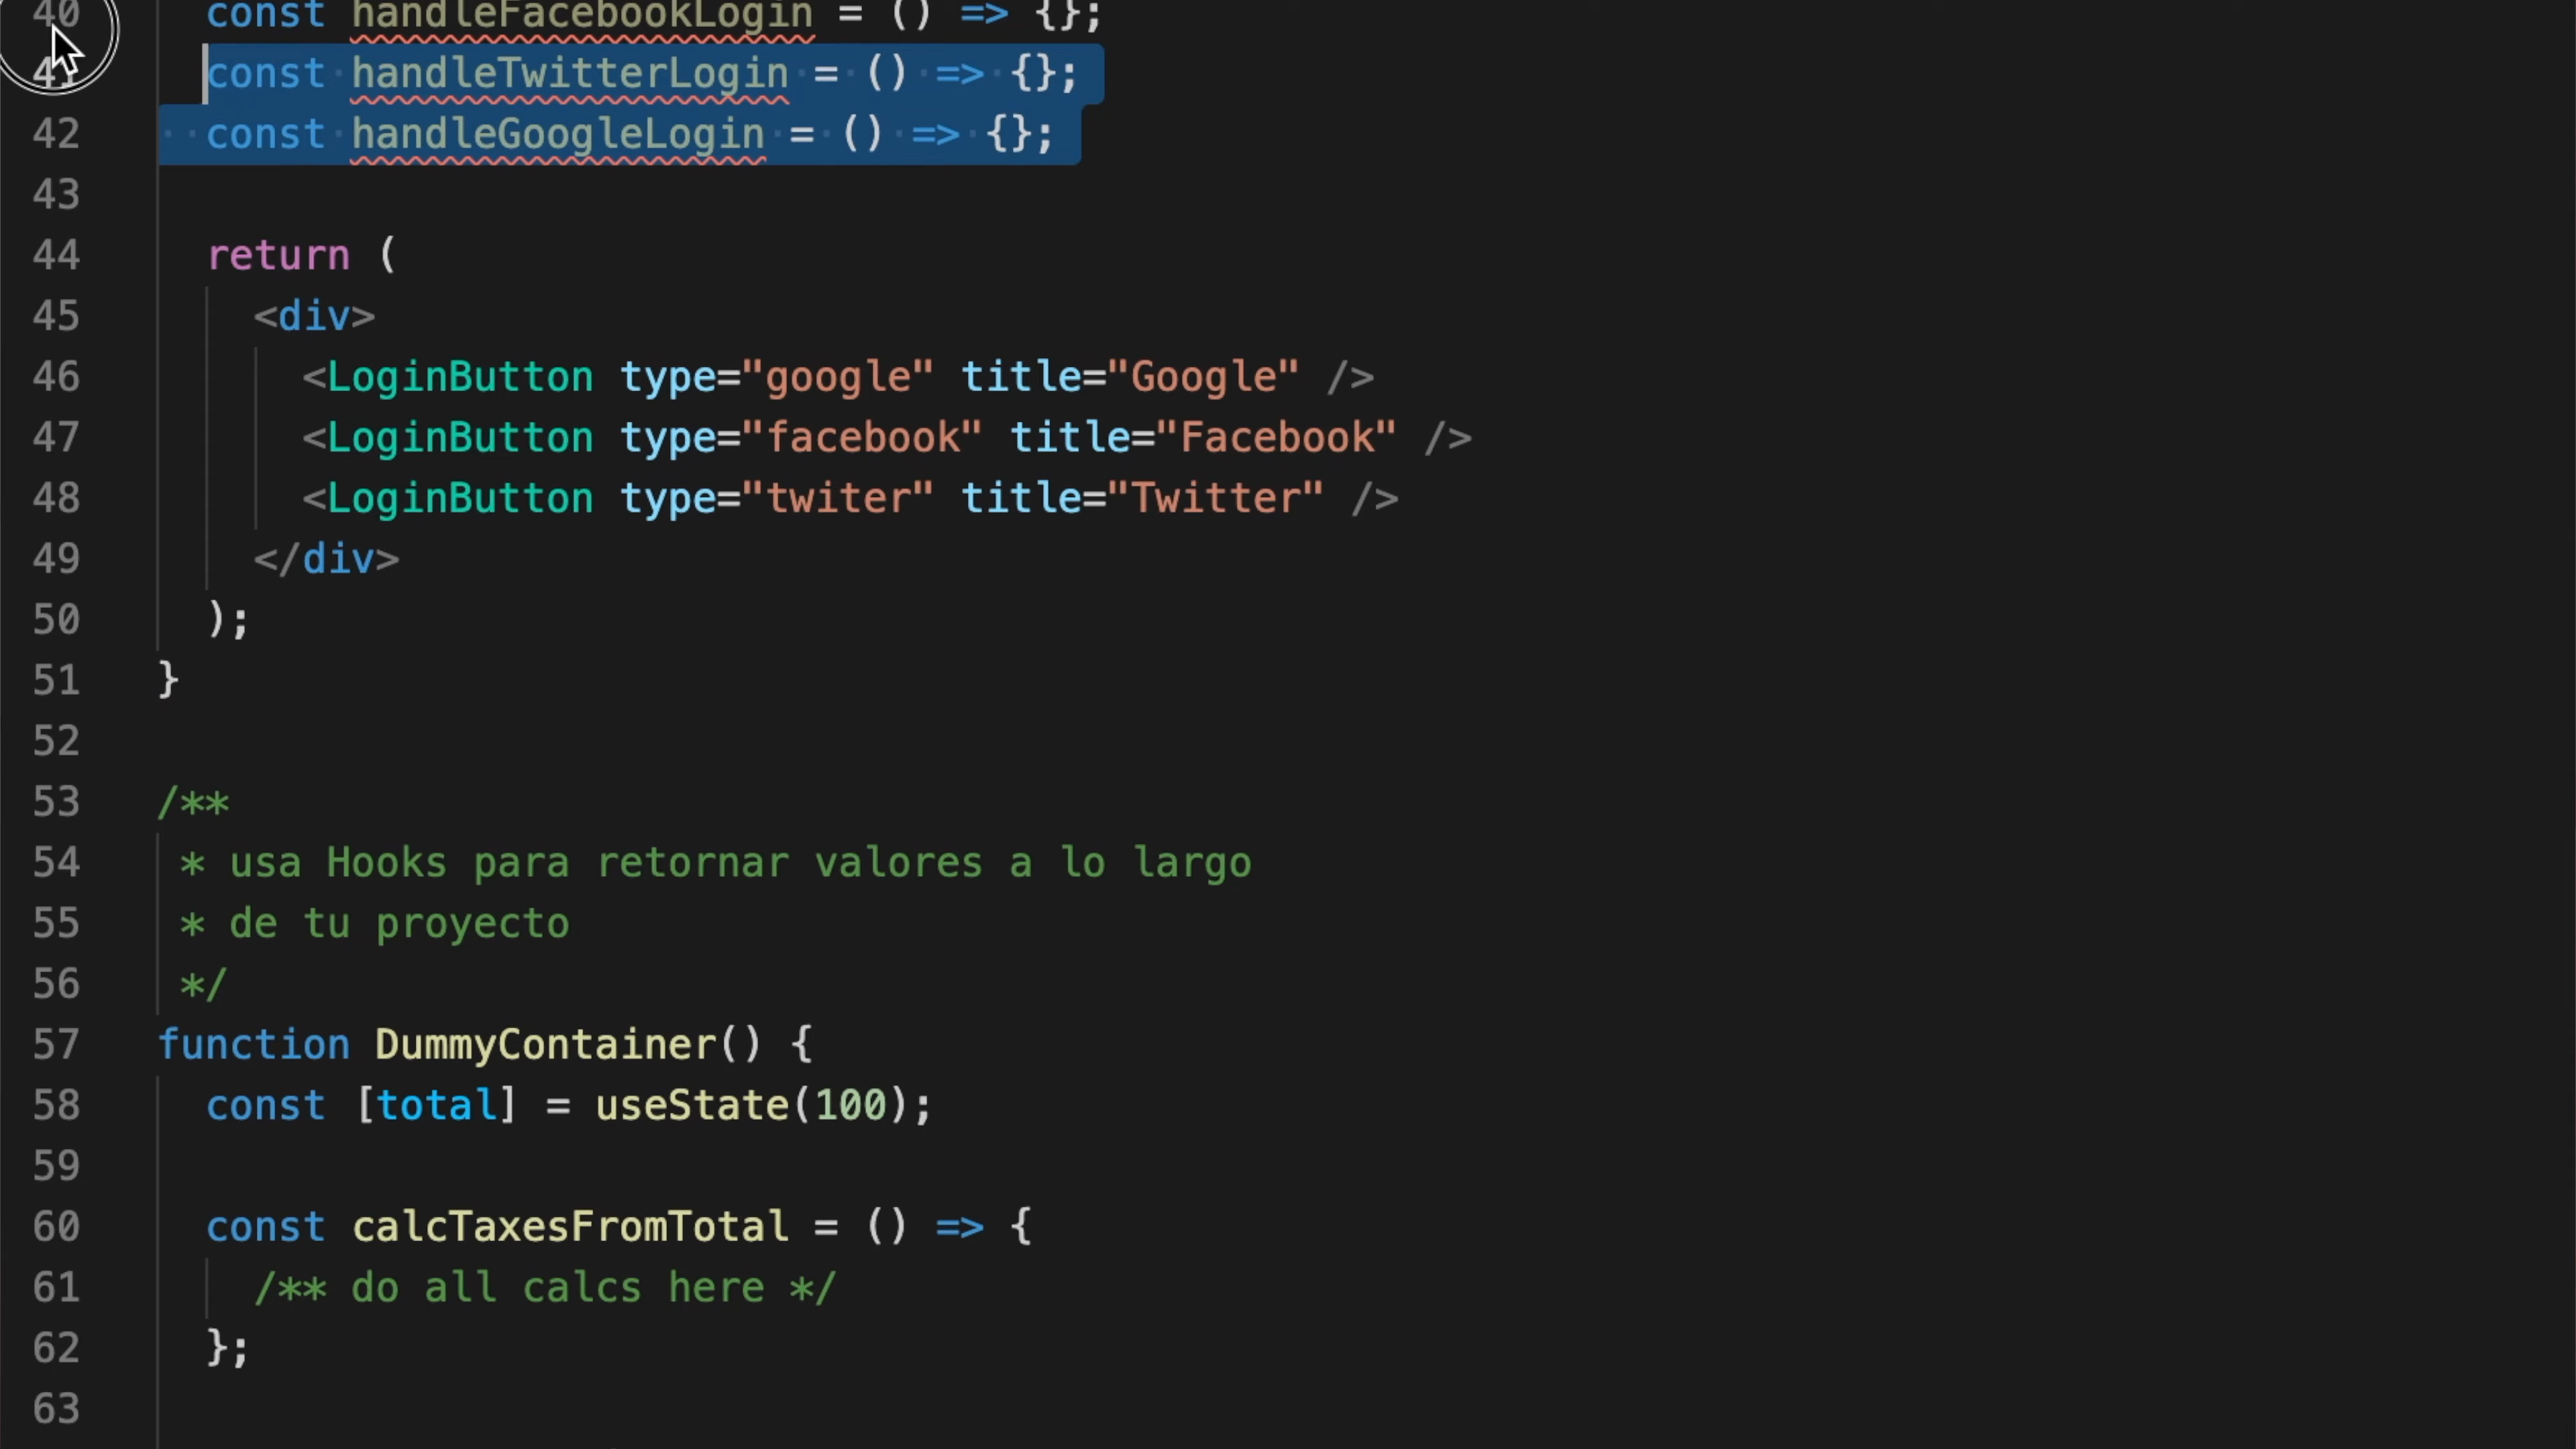 40 const handleFacebookLogin = () => {};
41 const handleTwitterLogin = () => {};
42 const handleGoogleLogin = () => {};
43
44 return (
45 <div>
46 <LoginButton type="google" title="Google" />
47 <LoginButton type="facebook" title="Facebook" />
48 <LoginButton type="twiter" title="Twitter" />
49 </div>
50 );
51 }
52
53 /**
54 * usa Hooks para retornar valores a lo largo
55 * de tu proyecto
56 */
57 function DummyContainer() {
58 const [total] = useState(100);
59
60 const calcTaxesFromTotal = () => {
61 /** do all calcs here */
62 };
63